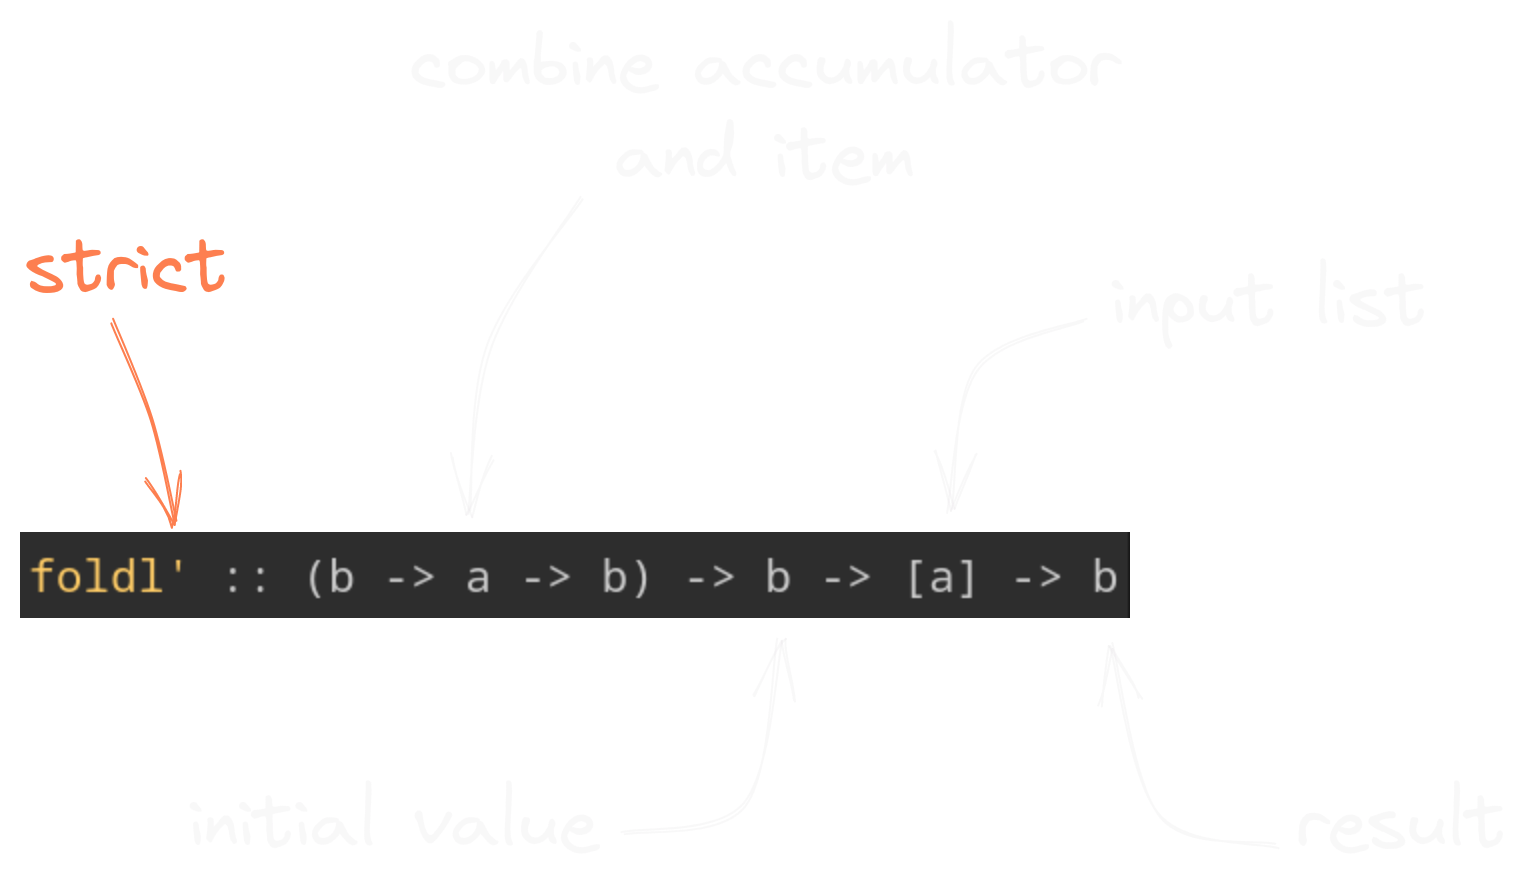 combine accumulator
and item
strict
input list
foldl' :: (b -> a -> b) -> b -> [a] -> b
initial value
result